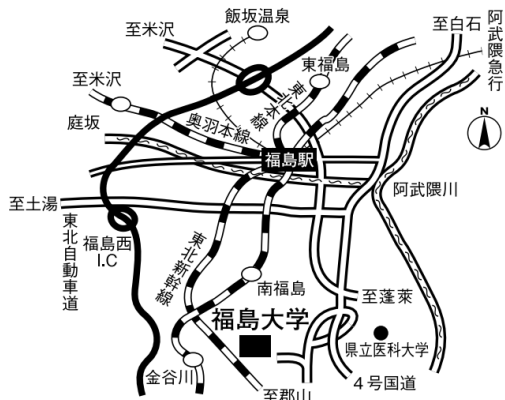 飯坂温泉
至米沢
至白石
阿武隈急行
東福島
至米沢
東北本線
N
庭坂
奥羽本線
福島駅
阿武隈川
至土湯
東北自動車道
福島西
I.C
東北新幹線
南福島
至蓬莱
福島大学
県立医科大学
金谷川
至郡山
4号国道